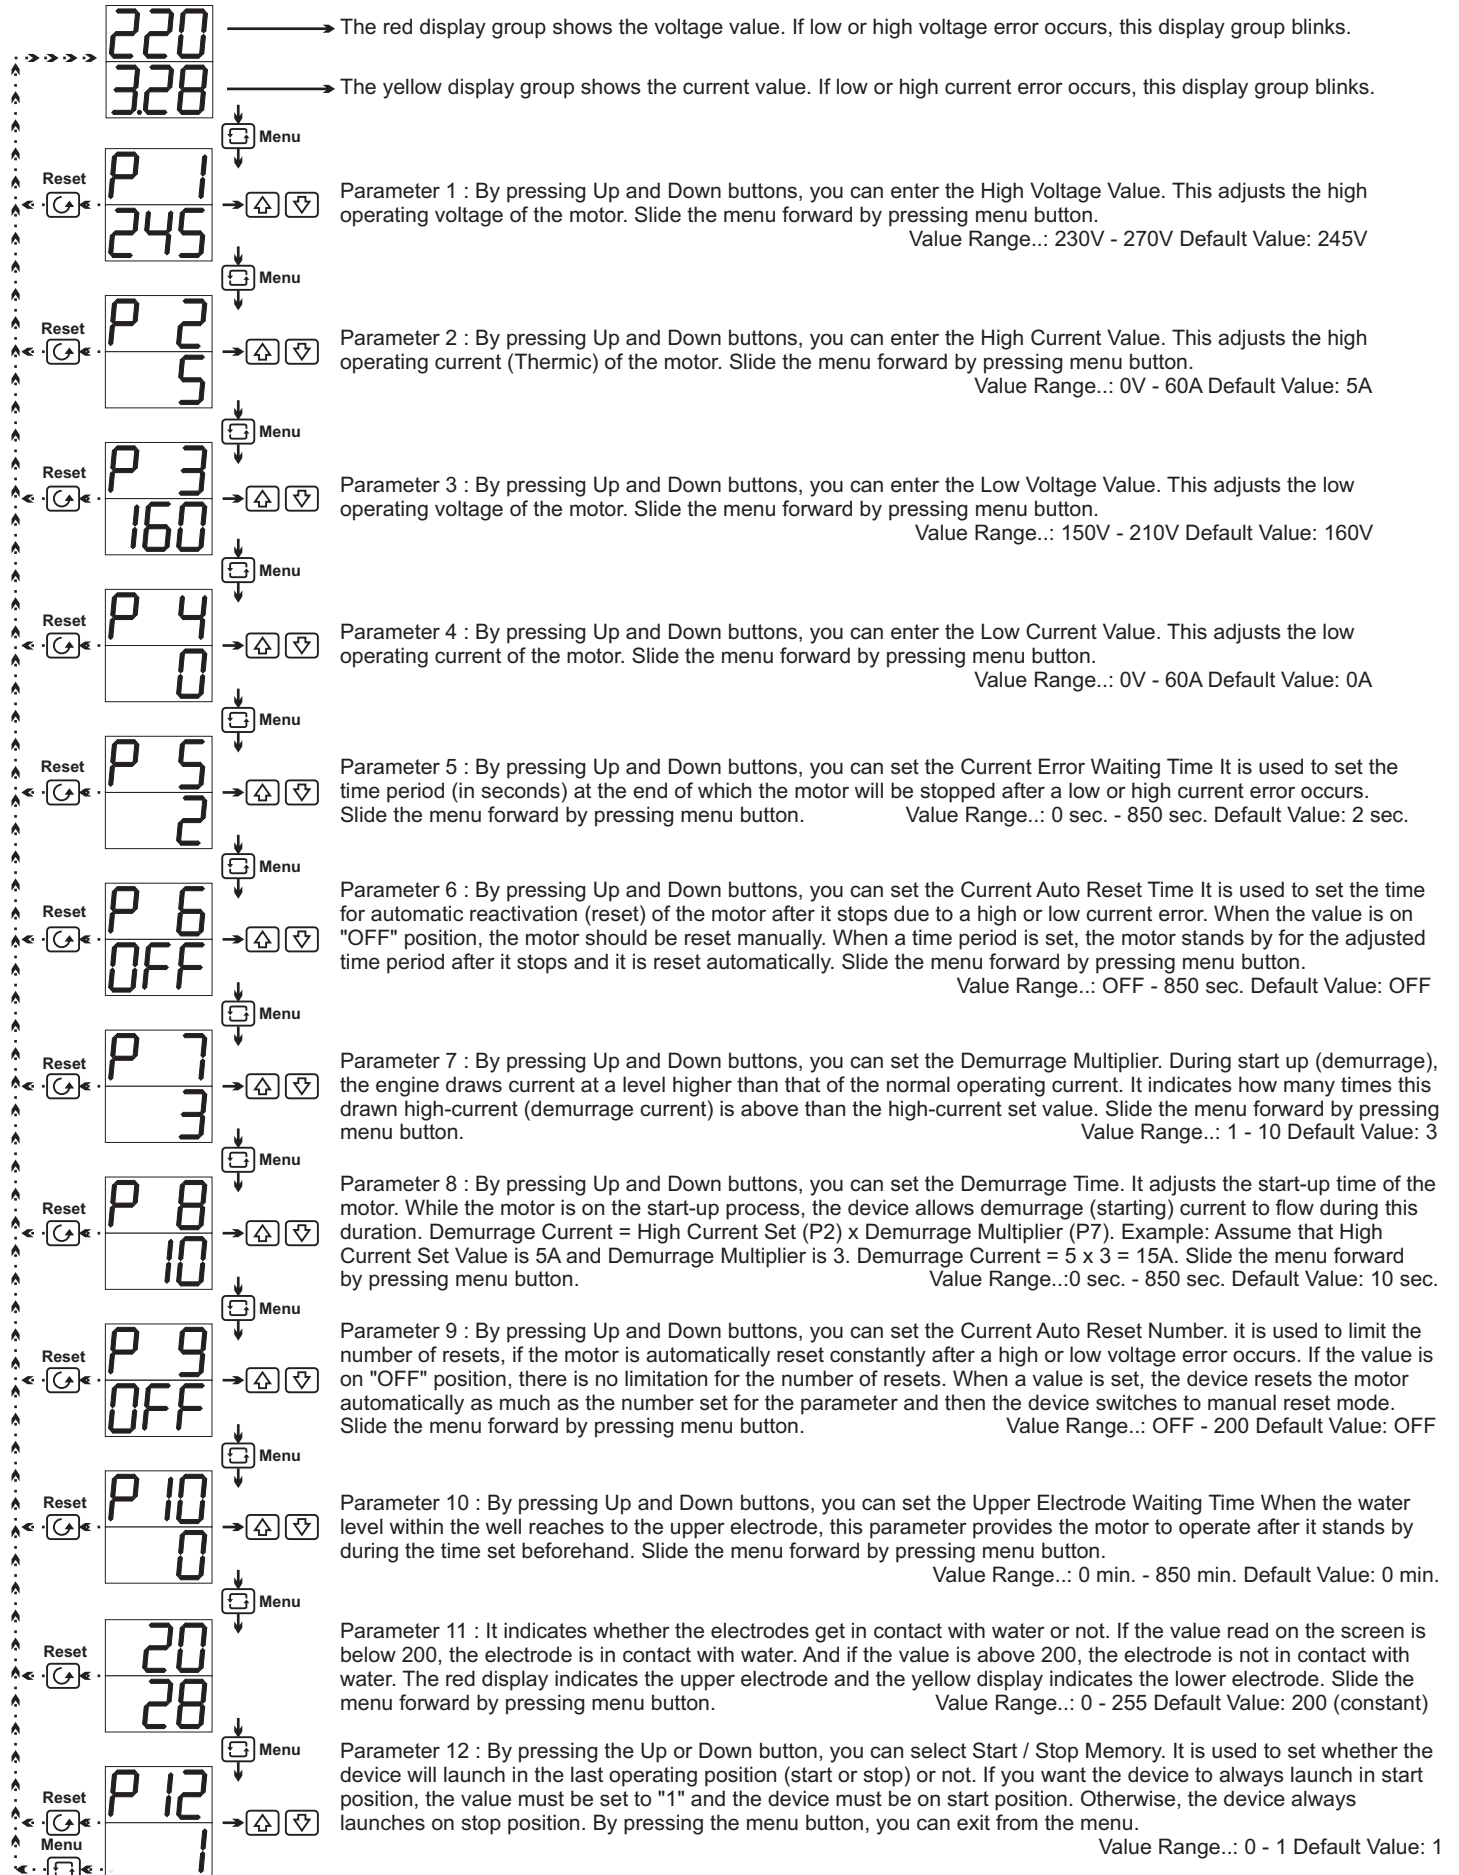 220
The red display group shows the voltage value. If low or high voltage error occurs, this display group blinks.
3.28
The yellow display group shows the current value. If low or high current error occurs, this display group blinks.
Menu
Reset
P 1
245
Parameter 1 : By pressing Up and Down buttons, you can enter the High Voltage Value. This adjusts the high
operating voltage of the motor. Slide the menu forward by pressing menu button.
Value Range..: 230V - 270V Default Value: 245V
Menu
Reset
P 2
5
Parameter 2 : By pressing Up and Down buttons, you can enter the High Current Value. This adjusts the high
operating current (Thermic) of the motor. Slide the menu forward by pressing menu button.
Value Range..: 0V - 60A Default Value: 5A
Menu
Reset
P 3
160
Parameter 3 : By pressing Up and Down buttons, you can enter the Low Voltage Value. This adjusts the low
operating voltage of the motor. Slide the menu forward by pressing menu button.
Value Range..: 150V - 210V Default Value: 160V
Menu
Reset
P 4
0
Parameter 4 : By pressing Up and Down buttons, you can enter the Low Current Value. This adjusts the low
operating current of the motor. Slide the menu forward by pressing menu button.
Value Range..: 0V - 60A Default Value: 0A
Menu
Reset
P 5
2
Parameter 5 : By pressing Up and Down buttons, you can set the Current Error Waiting Time It is used to set the
time period (in seconds) at the end of which the motor will be stopped after a low or high current error occurs.
Slide the menu forward by pressing menu button. Value Range..: 0 sec. - 850 sec. Default Value: 2 sec.
Menu
Reset
P 6
OFF
Parameter 6 : By pressing Up and Down buttons, you can set the Current Auto Reset Time It is used to set the time
for automatic reactivation (reset) of the motor after it stops due to a high or low current error. When the value is on
"OFF" position, the motor should be reset manually. When a time period is set, the motor stands by for the adjusted
time period after it stops and it is reset automatically. Slide the menu forward by pressing menu button.
Value Range..: OFF - 850 sec. Default Value: OFF
Menu
Reset
P 7
3
Parameter 7 : By pressing Up and Down buttons, you can set the Demurrage Multiplier. During start up (demurrage),
the engine draws current at a level higher than that of the normal operating current. It indicates how many times this
drawn high-current (demurrage current) is above than the high-current set value. Slide the menu forward by pressing
menu button. Value Range..: 1 - 10 Default Value: 3
Menu
Reset
P 8
10
Parameter 8 : By pressing Up and Down buttons, you can set the Demurrage Time. It adjusts the start-up time of the
motor. While the motor is on the start-up process, the device allows demurrage (starting) current to flow during this
duration. Demurrage Current = High Current Set (P2) x Demurrage Multiplier (P7). Example: Assume that High
Current Set Value is 5A and Demurrage Multiplier is 3. Demurrage Current = 5 x 3 = 15A. Slide the menu forward
by pressing menu button. Value Range..:0 sec. - 850 sec. Default Value: 10 sec.
Menu
Reset
P 9
OFF
Parameter 9 : By pressing Up and Down buttons, you can set the Current Auto Reset Number. it is used to limit the
number of resets, if the motor is automatically reset constantly after a high or low voltage error occurs. If the value is
on "OFF" position, there is no limitation for the number of resets. When a value is set, the device resets the motor
automatically as much as the number set for the parameter and then the device switches to manual reset mode.
Slide the menu forward by pressing menu button. Value Range..: OFF - 200 Default Value: OFF
Menu
Reset
P 10
0
Parameter 10 : By pressing Up and Down buttons, you can set the Upper Electrode Waiting Time When the water
level within the well reaches to the upper electrode, this parameter provides the motor to operate after it stands by
during the time set beforehand. Slide the menu forward by pressing menu button.
Value Range..: 0 min. - 850 min. Default Value: 0 min.
Menu
Reset
20
28
Parameter 11 : It indicates whether the electrodes get in contact with water or not. If the value read on the screen is
below 200, the electrode is in contact with water. And if the value is above 200, the electrode is not in contact with
water. The red display indicates the upper electrode and the yellow display indicates the lower electrode. Slide the
menu forward by pressing menu button. Value Range..: 0 - 255 Default Value: 200 (constant)
Menu
Reset
P 12
1
Parameter 12 : By pressing the Up or Down button, you can select Start / Stop Memory. It is used to set whether the
device will launch in the last operating position (start or stop) or not. If you want the device to always launch in start
position, the value must be set to "1" and the device must be on start position. Otherwise, the device always
launches on stop position. By pressing the menu button, you can exit from the menu.
Value Range..: 0 - 1 Default Value: 1
Menu